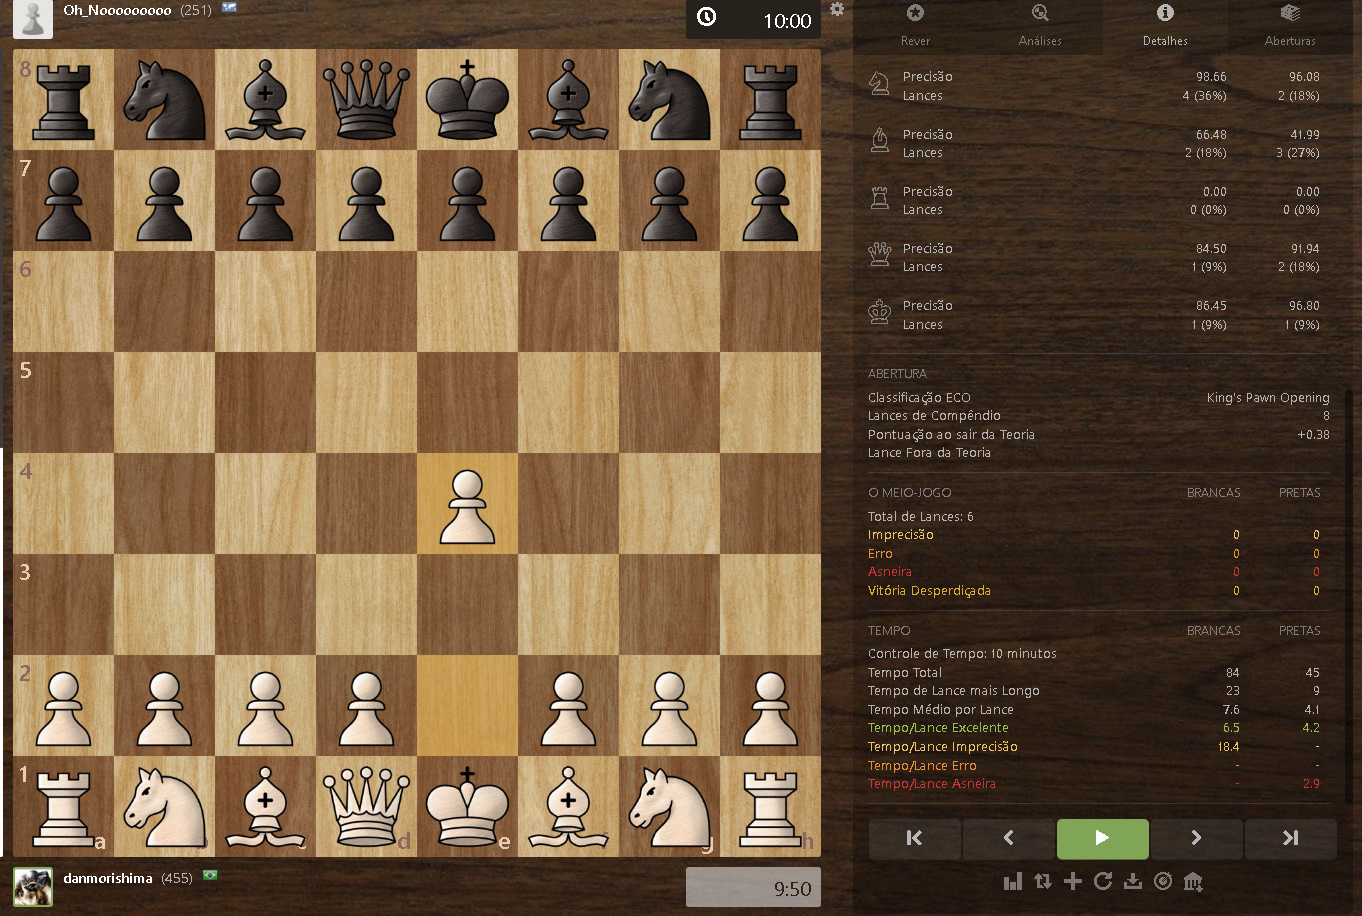 Oh_Nooooooooo (251)
10:00
8
7
6
5
4
3
2
1
a
c
d
e
g
h
danmorishima (455)
9:50
Rever Análises Detalhes Aberturas
Precisão 98.66 96.08
Lances 4 (36%) 2 (18%)
Precisão 66.48 41.99
Lances 2 (18%) 3 (27%)
Precisão 0.00 0.00
Lances 0 (0%) 0 (0%)
Precisão 84.50 91.94
Lances 1 (9%) 2 (18%)
Precisão 86.45 96.80
Lances 1 (9%) 1 (9%)
ABERTURA
Classificação ECO King's Pawn Opening
Lances de Compêndio 8
Pontuação ao sair da Teoria +0.38
Lance Fora da Teoria
O MEIO-JOGO BRANCAS PRETAS
Total de Lances: 6
Imprecisão 0 0
Erro 0 0
Asneira 0 0
Vitória Desperdiçada 0 0
TEMPO BRANCAS PRETAS
Controle de Tempo: 10 minutos
Tempo Total 84 45
Tempo de Lance mais Longo 23 9
Tempo Médio por Lance 7.6 4.1
Tempo/Lance Excelente 6.5 4.2
Tempo/Lance Imprecisão 18.4 -
Tempo/Lance Erro - -
Tempo/Lance Asneira - 2.9